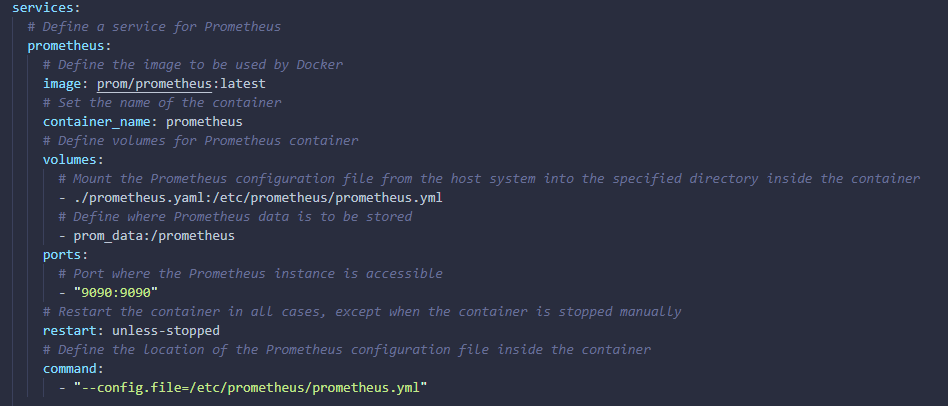 services:
  # Define a service for Prometheus
  prometheus:
    # Define the image to be used by Docker
    image: prom/prometheus:latest
    # Set the name of the container
    container_name: prometheus
    # Define volumes for Prometheus container
    volumes:
      # Mount the Prometheus configuration file from the host system into the specified directory inside the container
      - ./prometheus.yaml:/etc/prometheus/prometheus.yml
      # Define where Prometheus data is to be stored
      - prom_data:/prometheus
    ports:
      # Port where the Prometheus instance is accessible
      - "9090:9090"
    # Restart the container in all cases, except when the container is stopped manually
    restart: unless-stopped
    # Define the location of the Prometheus configuration file inside the container
    command:
      - "--config.file=/etc/prometheus/prometheus.yml"